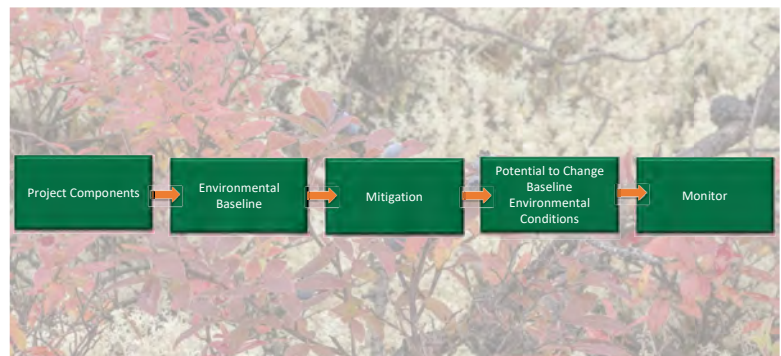 Project Components
Environmental
Baseline
Mitigation
Potential to Change
Baseline
Environmental
Conditions
Monitor